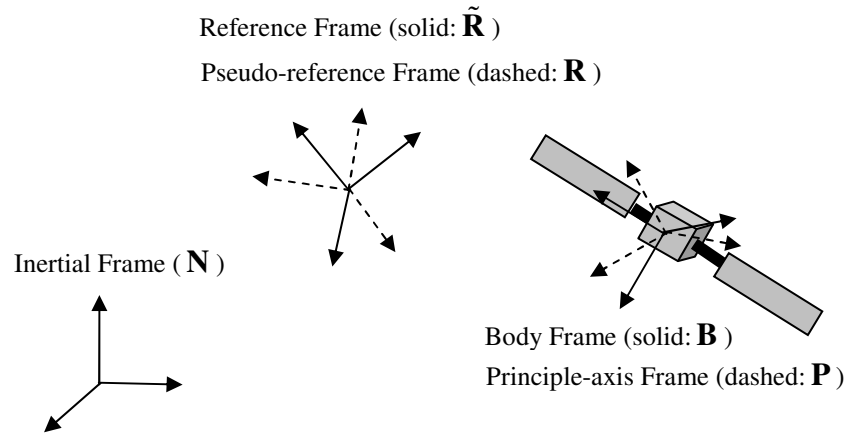 Reference Frame (solid: R̃ )
Pseudo-reference Frame (dashed: R )
Inertial Frame ( N )
Body Frame (solid: B )
Principle-axis Frame (dashed: P )